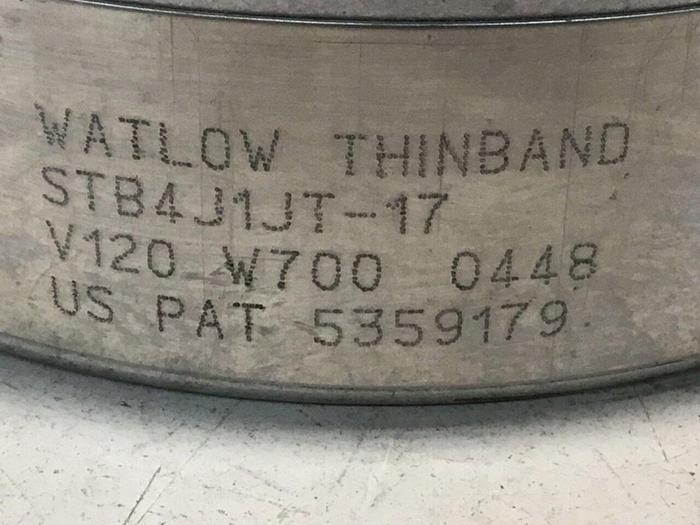 WATLOW THINBAND
STB4J1JT-17
V120 W700 0448
US PAT 5359179